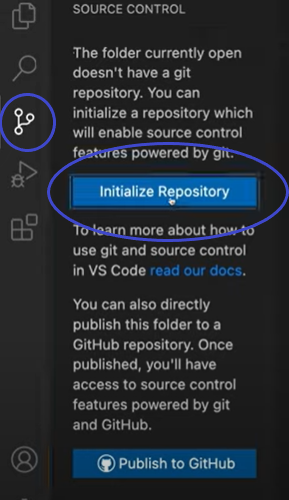 SOURCE CONTROL
The folder currently open
doesn't have a git
repository. You can
initialize a repository which
will enable source control
features powered by git.
Initialize Repository
To learn more about how to
use git and source control
in VS Code read our docs.
You can also directly
publish this folder to a
GitHub repository. Once
published, you'll have
access to source control
features powered by git
and GitHub.
Publish to GitHub